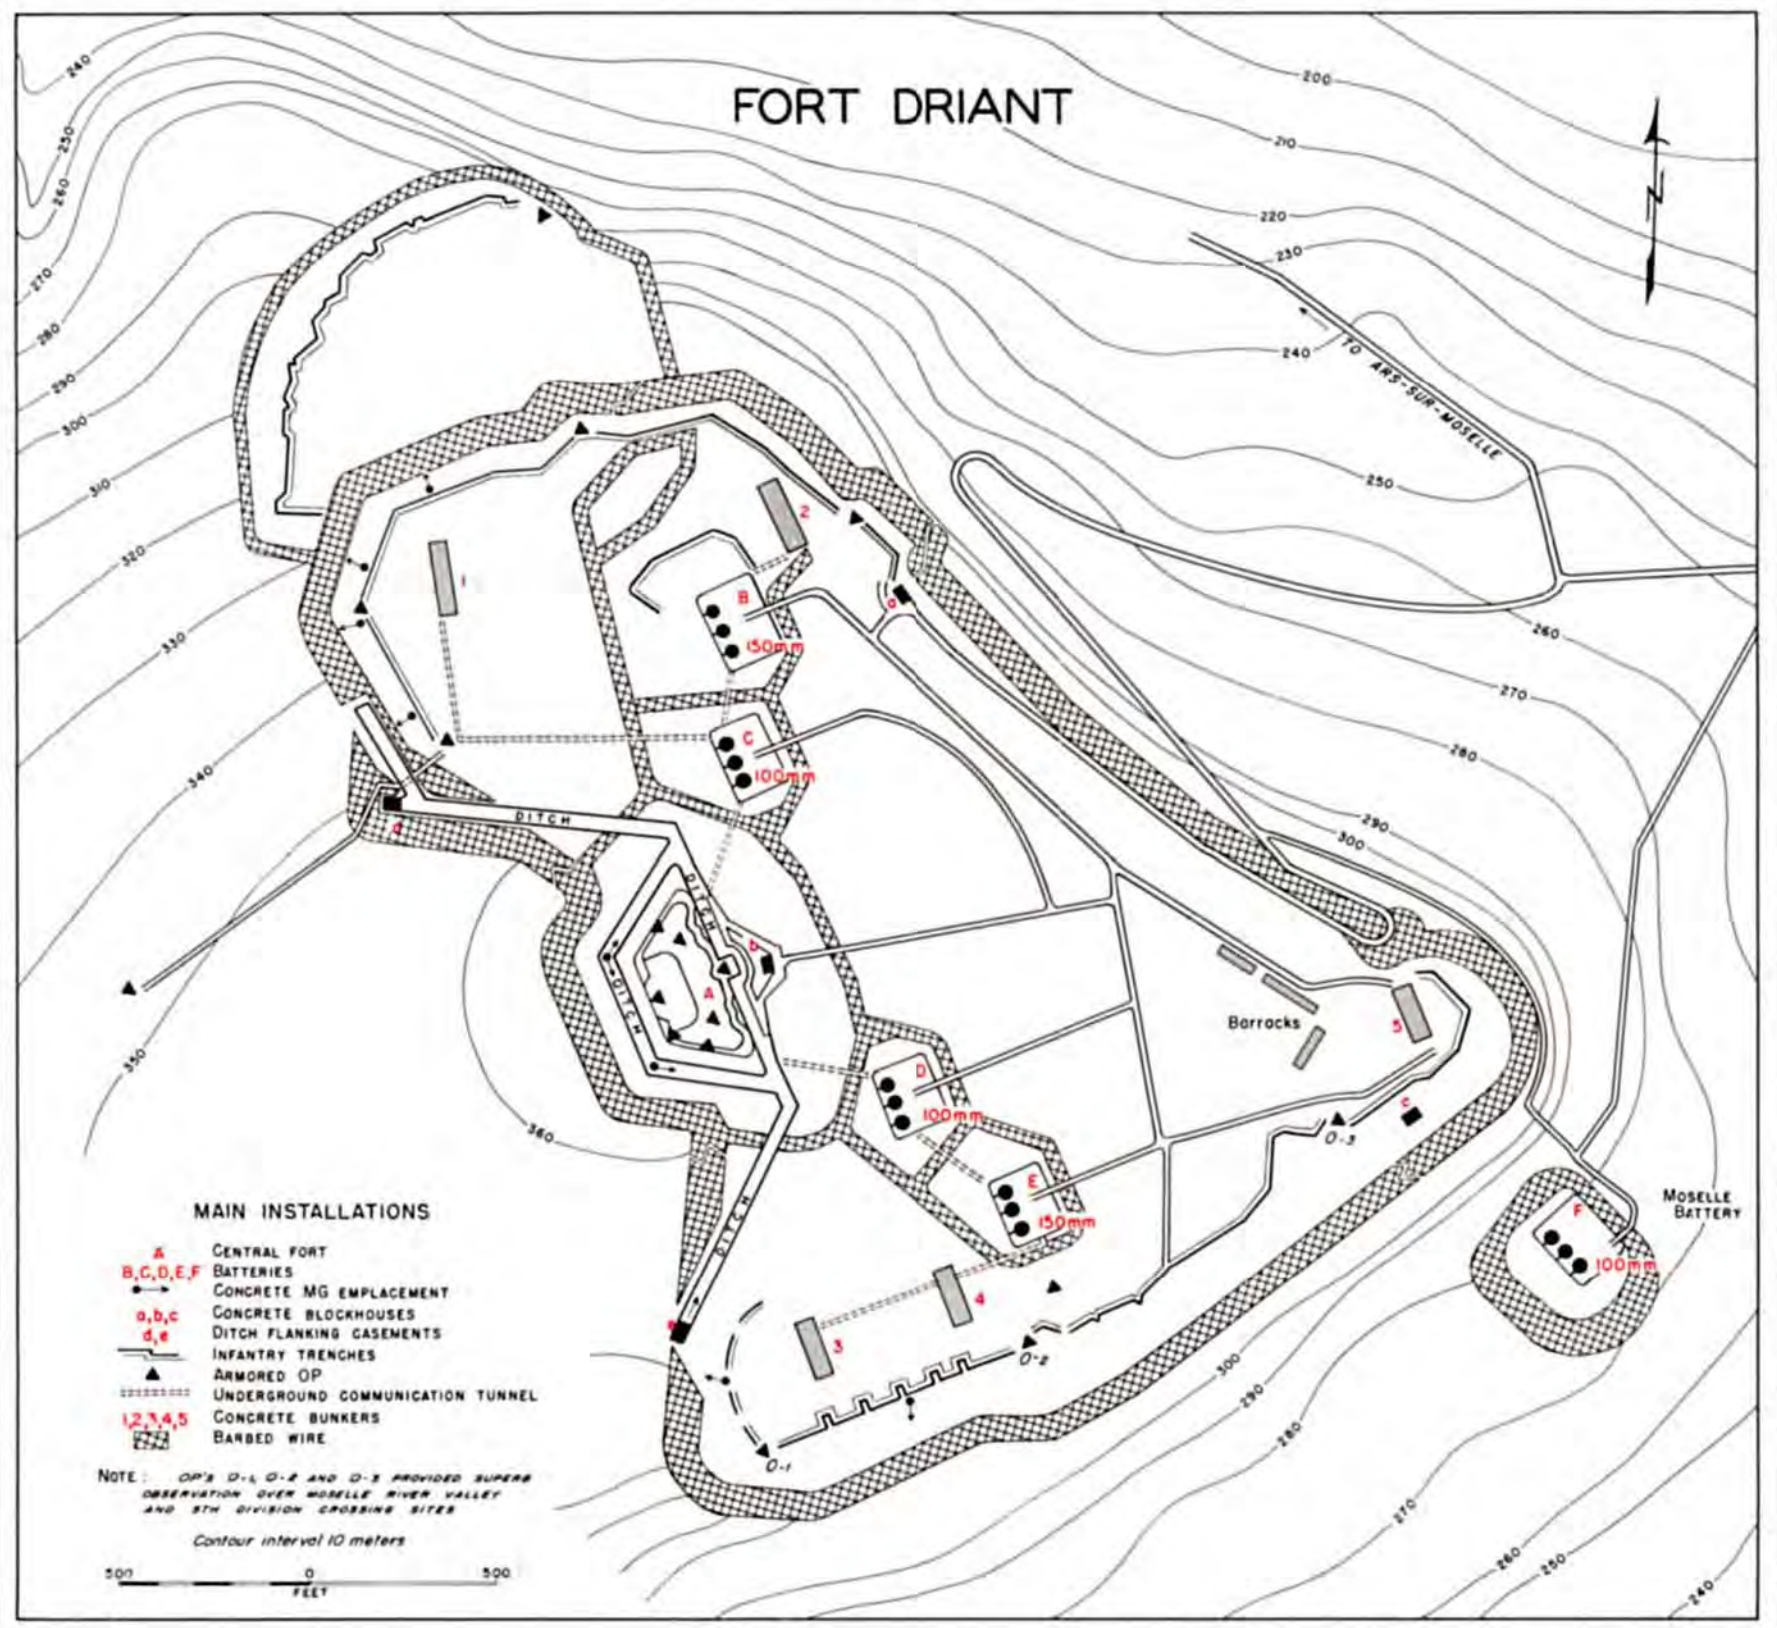 FORT DRIANT
240
250
260
270
280
290
300
310
320
330
340
350
360
200
210
220
230
240
TO ARS-SUR-MOSELLE
250
260
270
280
290
300
N
1
2
a
B
150mm
C
100mm
d
DITCH
DITCH
DITCH
b
A
D
100mm
E
150mm
Barracks
5
c
O-3
MOSELLE
BATTERY
F
100mm
DITCH
e
4
3
O-2
O-1
300
290
280
270
260
250
240
MAIN INSTALLATIONS
A CENTRAL FORT
B,C,D,E,F BATTERIES
CONCRETE MG EMPLACEMENT
a,b,c CONCRETE BLOCKHOUSES
d,e DITCH FLANKING CASEMENTS
INFANTRY TRENCHES
ARMORED OP
UNDERGROUND COMMUNICATION TUNNEL
1,2,3,4,5 CONCRETE BUNKERS
BARBED WIRE
NOTE: OP'S O-1, O-2 AND O-3 PROVIDED SUPERB
OBSERVATION OVER MOSELLE RIVER VALLEY
AND 5TH DIVISION CROSSING SITES
Contour interval 10 meters
500 0 500
FEET